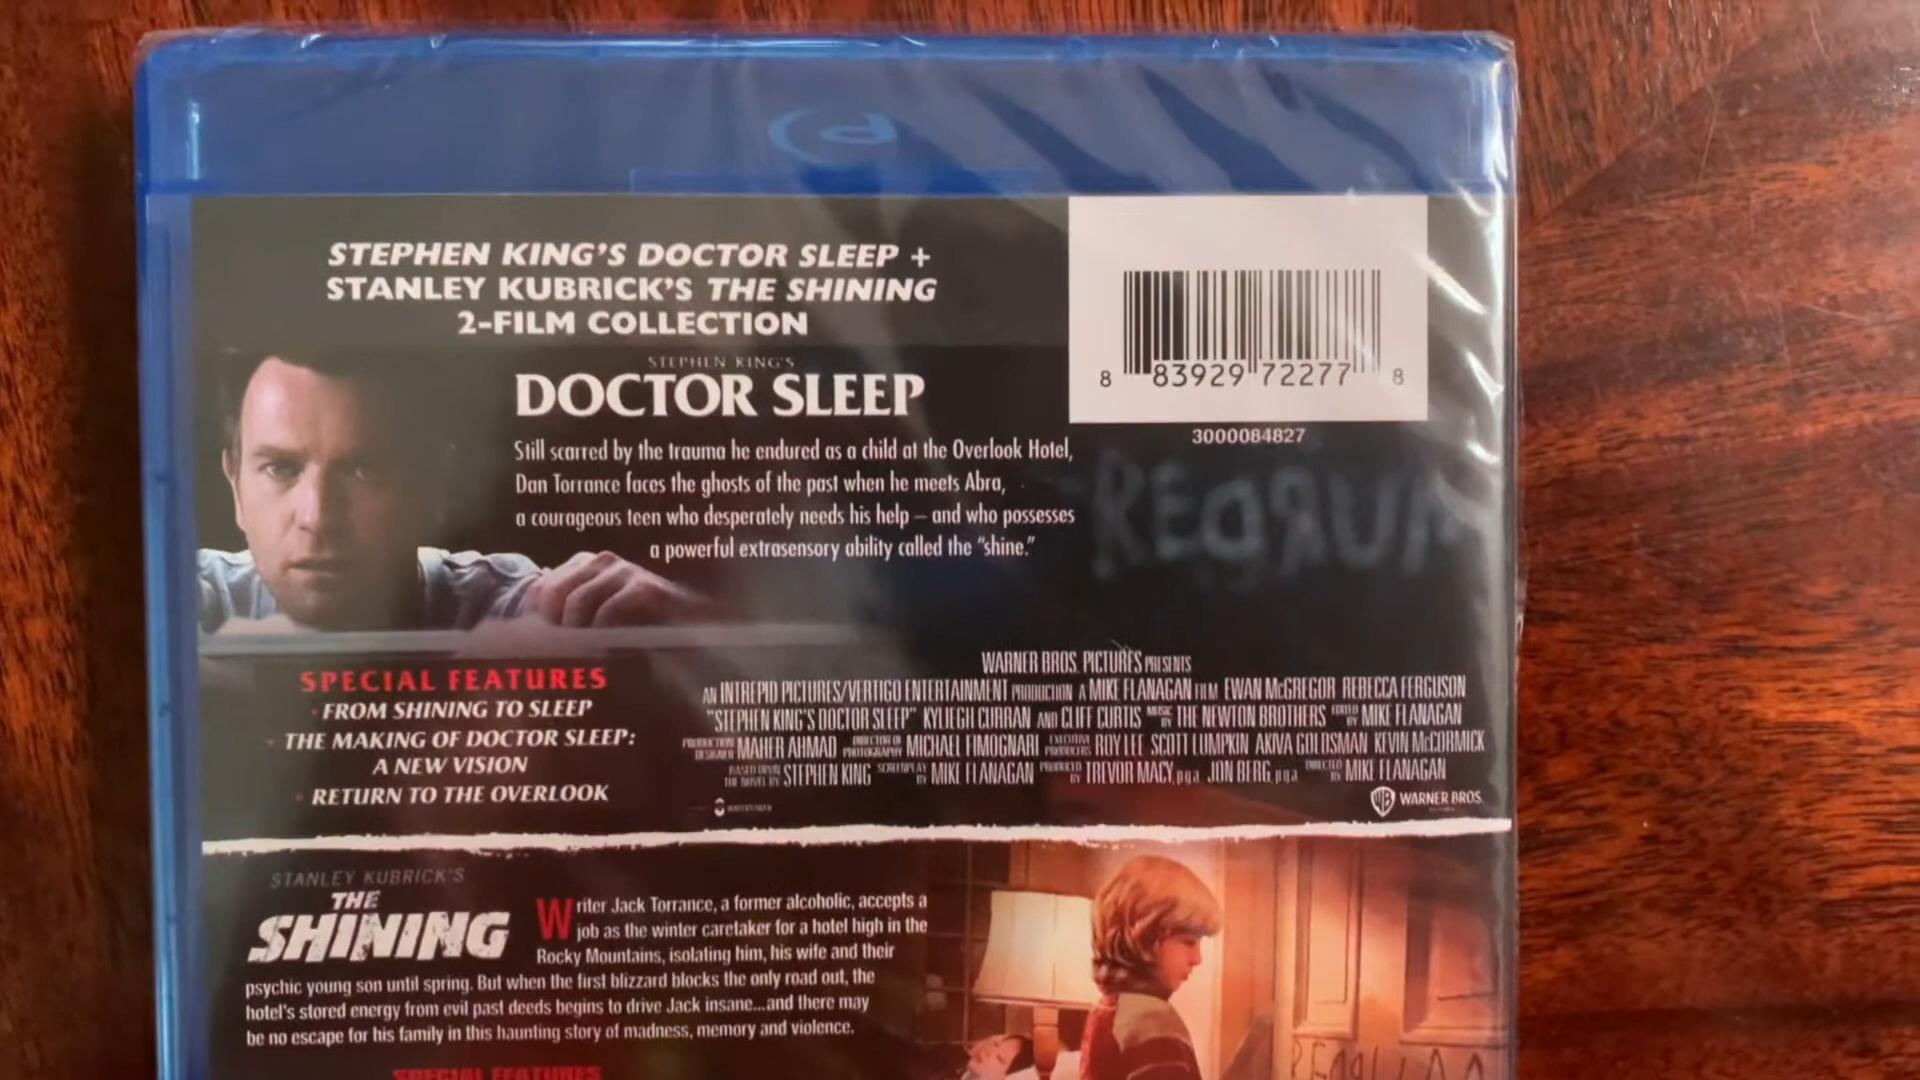 STEPHEN KING'S DOCTOR SLEEP +
STANLEY KUBRICK'S THE SHINING
2-FILM COLLECTION
STEPHEN KING'S
DOCTOR SLEEP
Still scarred by the trauma he endured as a child at the Overlook Hotel,
Dan Torrance faces the ghosts of the past when he meets Abra,
a courageous teen who desperately needs his help – and who possesses
a powerful extrasensory ability called the "shine."
8 83929 72277 8
3000084827
REDЯUM
SPECIAL FEATURES
· FROM SHINING TO SLEEP
· THE MAKING OF DOCTOR SLEEP:
A NEW VISION
· RETURN TO THE OVERLOOK
WARNER BROS. PICTURES PRESENTS
AN INTREPID PICTURES/VERTIGO ENTERTAINMENT PRODUCTION A MIKE FLANAGAN FILM EWAN McGREGOR REBECCA FERGUSON
"STEPHEN KING'S DOCTOR SLEEP" KYLIEGH CURRAN AND CLIFF CURTIS MUSIC BY THE NEWTON BROTHERS EDITED BY MIKE FLANAGAN
PRODUCTION DESIGNER MAHER AHMAD DIRECTOR OF PHOTOGRAPHY MICHAEL FIMOGNARI EXECUTIVE PRODUCERS ROY LEE SCOTT LUMPKIN AKIVA GOLDSMAN KEVIN McCORMICK
BASED UPON THE NOVEL BY STEPHEN KING SCREENPLAY BY MIKE FLANAGAN PRODUCED BY TREVOR MACY, p.g.a. JON BERG, p.g.a. DIRECTED BY MIKE FLANAGAN
WARNER BROS.
STANLEY KUBRICK'S
THE
SHINING
Writer Jack Torrance, a former alcoholic, accepts a
job as the winter caretaker for a hotel high in the
Rocky Mountains, isolating him, his wife and their
psychic young son until spring. But when the first blizzard blocks the only road out, the
hotel's stored energy from evil past deeds begins to drive Jack insane...and there may
be no escape for his family in this haunting story of madness, memory and violence.
SPECIAL FEATURES